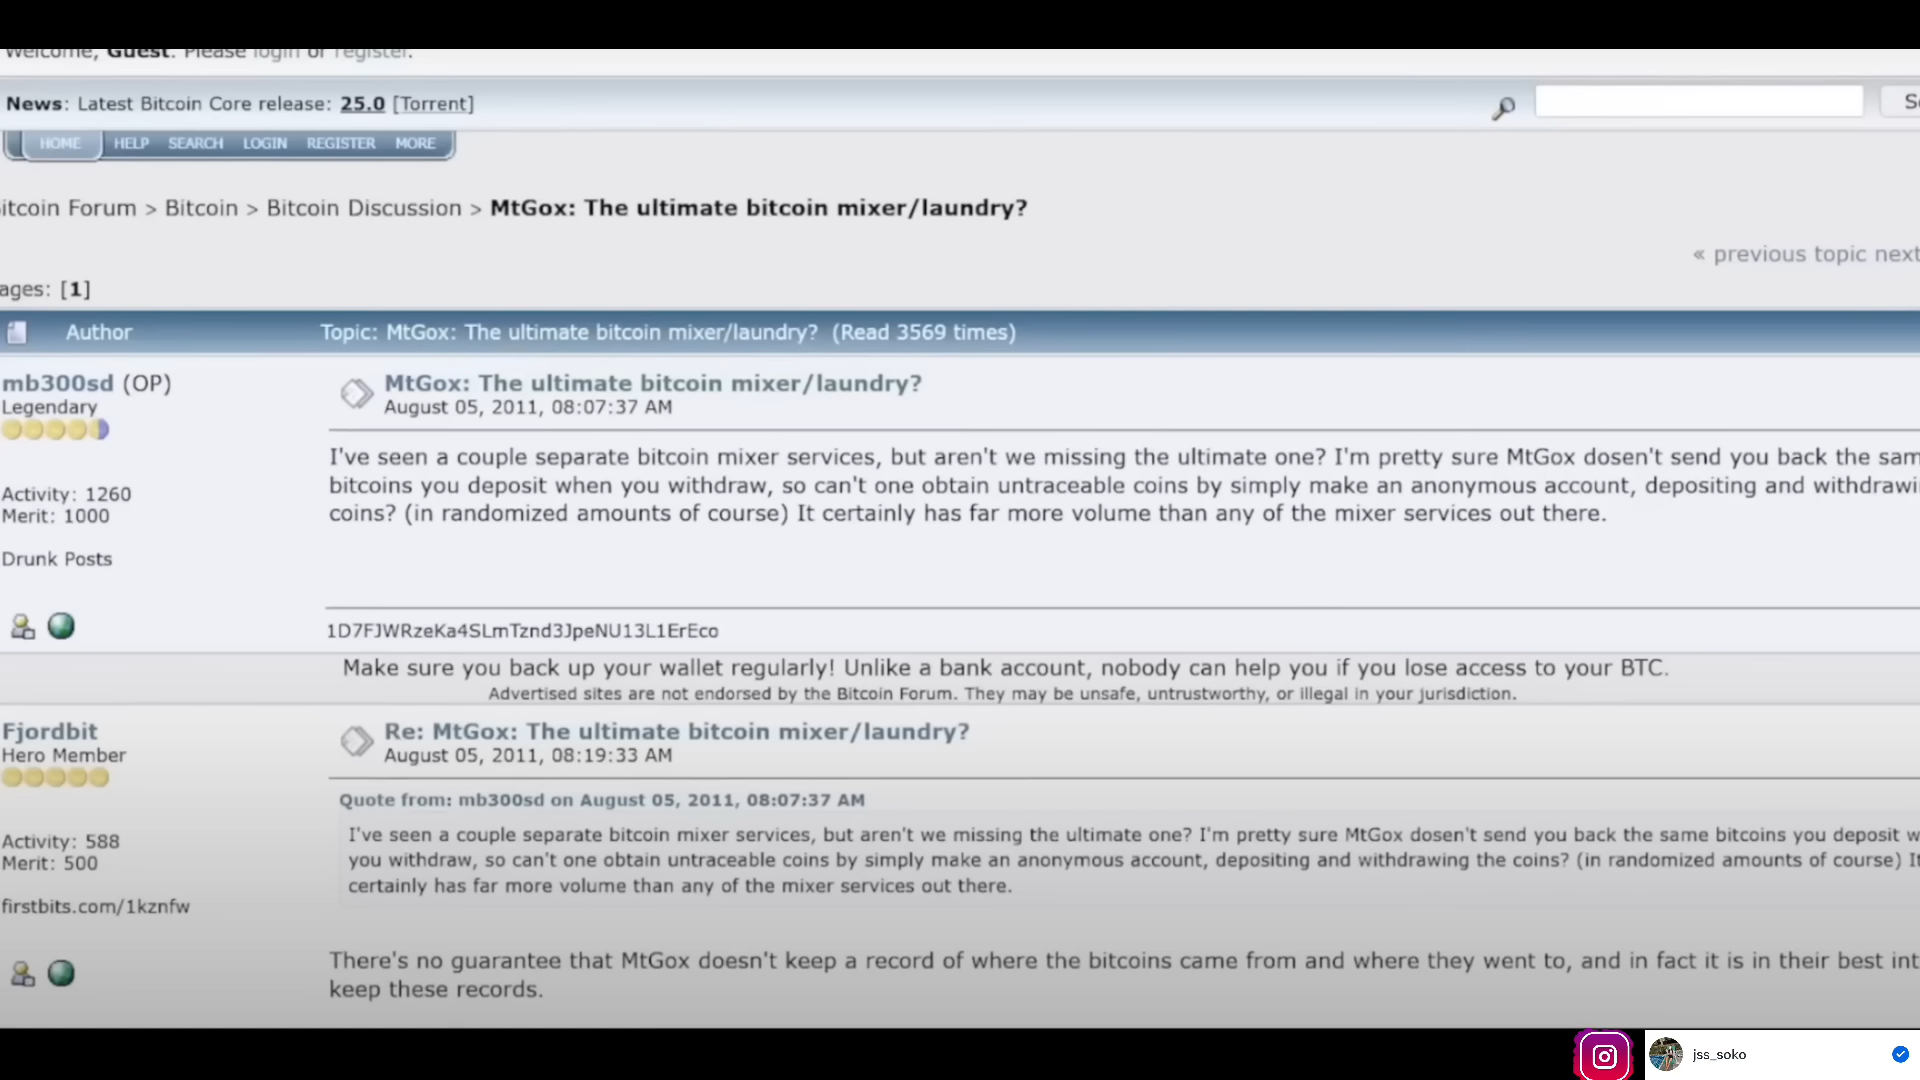 Welcome, Guest. Please login or register.
News: Latest Bitcoin Core release: 25.0 [Torrent]
HOME HELP SEARCH LOGIN REGISTER MORE
itcoin Forum > Bitcoin > Bitcoin Discussion > MtGox: The ultimate bitcoin mixer/laundry?
« previous topic next
ages: [1]
Author Topic: MtGox: The ultimate bitcoin mixer/laundry? (Read 3569 times)
mb300sd (OP)
Legendary
Activity: 1260
Merit: 1000
Drunk Posts
MtGox: The ultimate bitcoin mixer/laundry?
August 05, 2011, 08:07:37 AM
I've seen a couple separate bitcoin mixer services, but aren't we missing the ultimate one? I'm pretty sure MtGox dosen't send you back the sam
bitcoins you deposit when you withdraw, so can't one obtain untraceable coins by simply make an anonymous account, depositing and withdrawi
coins? (in randomized amounts of course) It certainly has far more volume than any of the mixer services out there.
1D7FJWRzeKa4SLmTznd3JpeNU13L1ErEco
Make sure you back up your wallet regularly! Unlike a bank account, nobody can help you if you lose access to your BTC.
Advertised sites are not endorsed by the Bitcoin Forum. They may be unsafe, untrustworthy, or illegal in your jurisdiction.
Fjordbit
Hero Member
Activity: 588
Merit: 500
firstbits.com/1kznfw
Re: MtGox: The ultimate bitcoin mixer/laundry?
August 05, 2011, 08:19:33 AM
Quote from: mb300sd on August 05, 2011, 08:07:37 AM
I've seen a couple separate bitcoin mixer services, but aren't we missing the ultimate one? I'm pretty sure MtGox dosen't send you back the same bitcoins you deposit w
you withdraw, so can't one obtain untraceable coins by simply make an anonymous account, depositing and withdrawing the coins? (in randomized amounts of course) It
certainly has far more volume than any of the mixer services out there.
There's no guarantee that MtGox doesn't keep a record of where the bitcoins came from and where they went to, and in fact it is in their best int
keep these records.
jss_soko